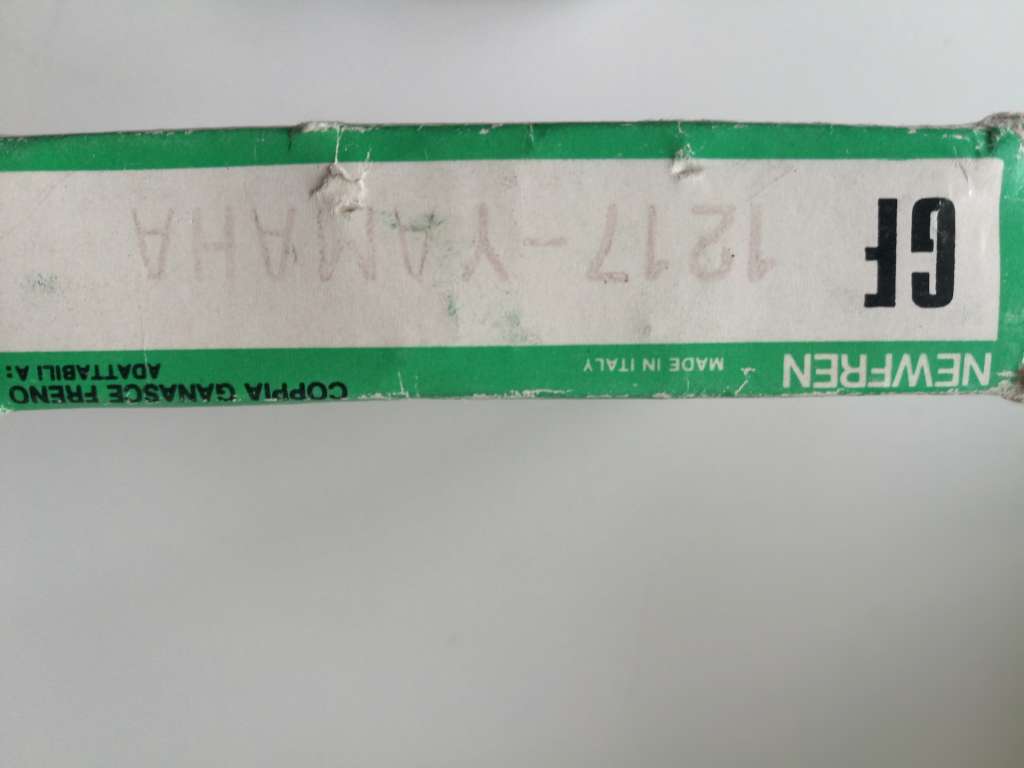 NEWFREN MADE IN ITALY COPPIA GANASCE FRENO
ADATTABILI A:
GF 1217-YAMAHA